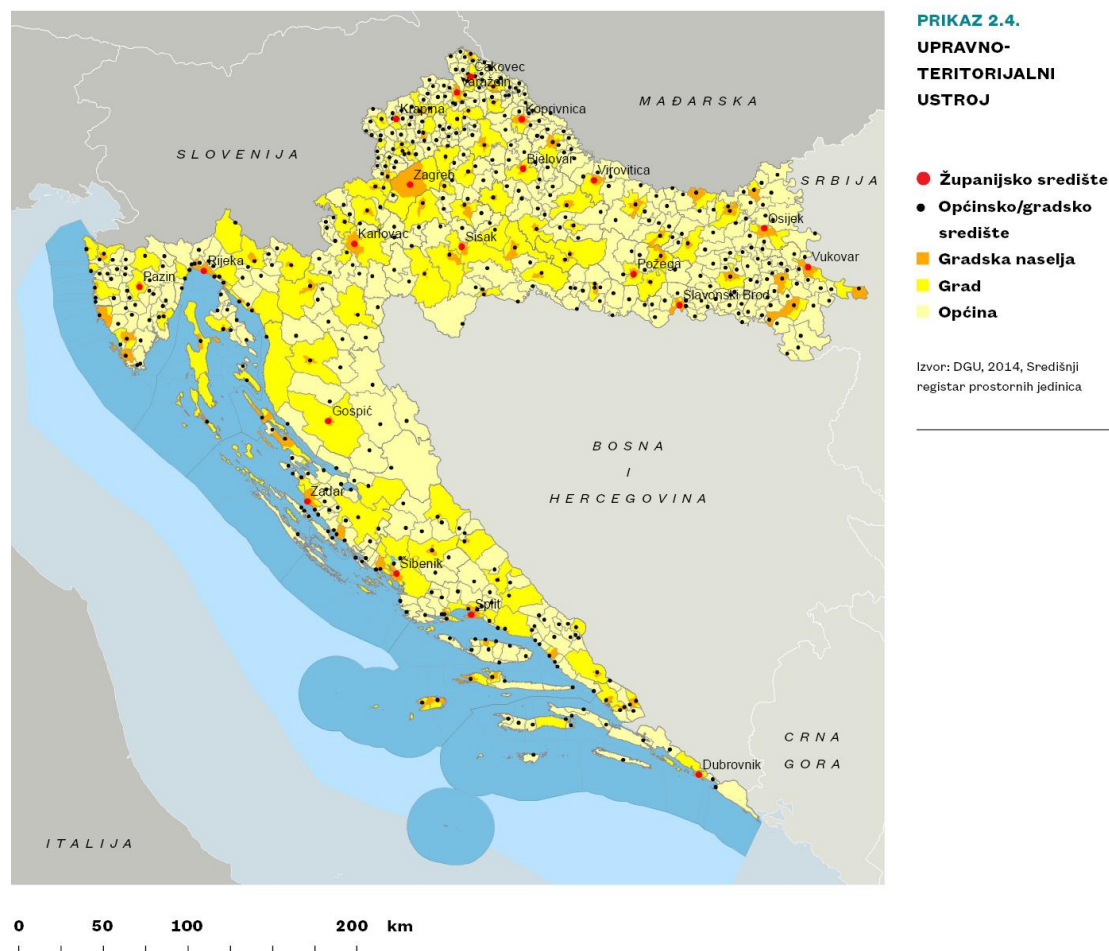 PRIKAZ 2.4.
UPRAVNO-
TERITORIJALNI
USTROJ
Županijsko središte
Općinsko/gradsko
središte
Gradska naselja
Grad
Općina
Izvor: DGU, 2014, Središnji
registar prostornih jedinica
Čakovec
Varaždin
MAĐARSKA
Krapina
Koprivnica
SLOVENIJA
Bjelovar
Virovitica
SRBIJA
Zagreb
Osijek
Karlovac
Sisak
Vukovar
Rijeka
Požega
Pazin
Slavonski Brod
Gospić
BOSNA
I
HERCEGOVINA
Zadar
Šibenik
Split
CRNA
GORA
Dubrovnik
ITALIJA
0 50 100 200 km